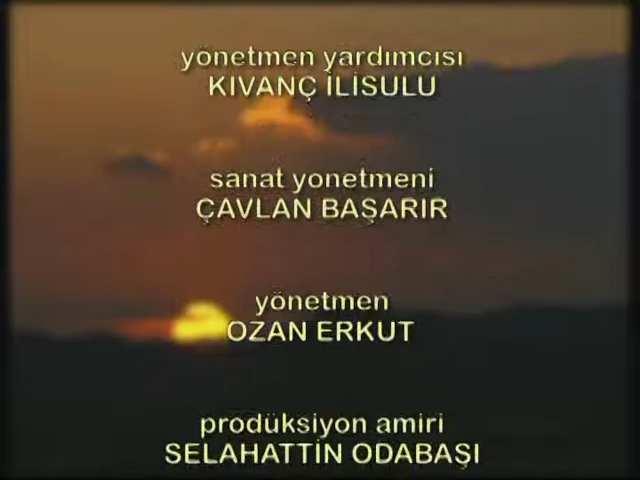 yönetmen yardımcısı
KIVANÇ İLİSULU
sanat yonetmeni
ÇAVLAN BAŞARIR
yönetmen
OZAN ERKUT
prodüksiyon amiri
SELAHATTİN ODABAŞI